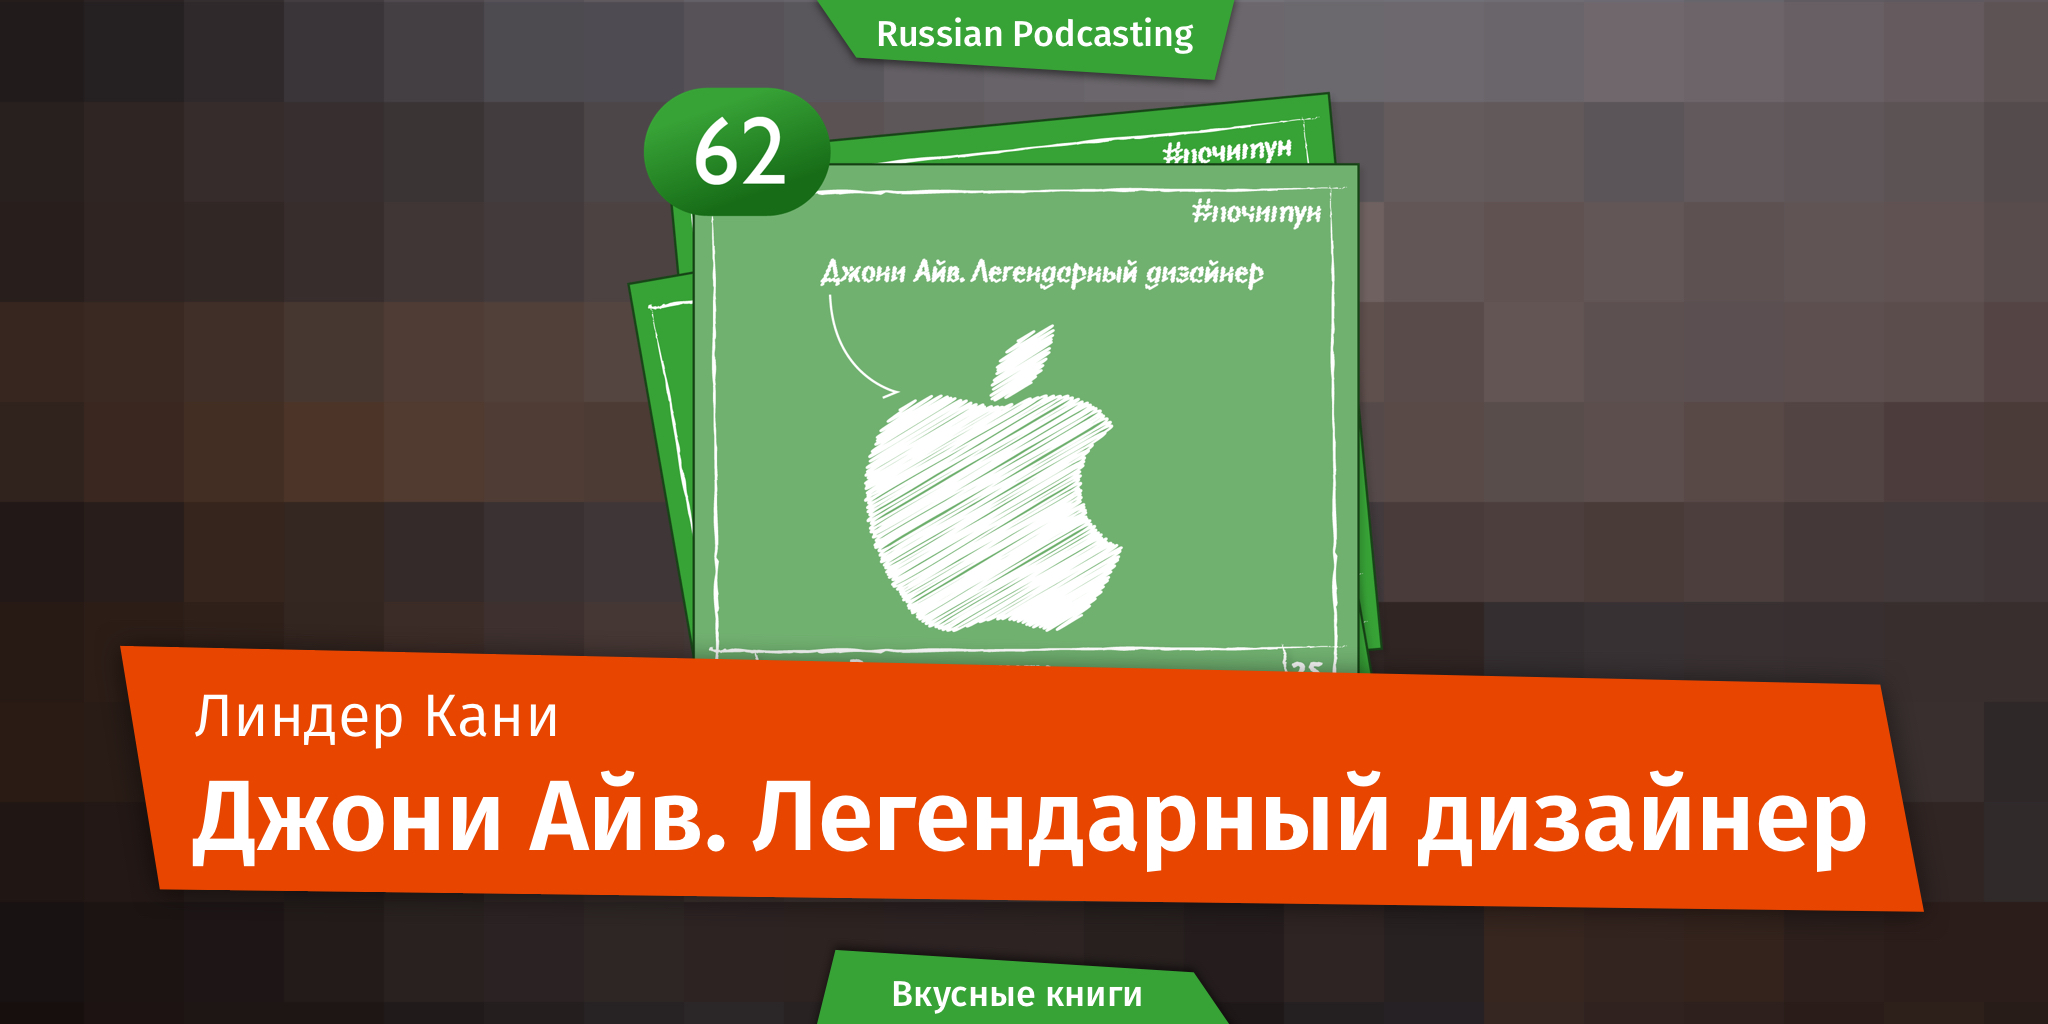 Russian Podcasting
62
#почитун
#почитун
Джони Айв. Легендарный дизайнер
Линдер Кани
Джони Айв. Легендарный дизайнер
Вкусные книги